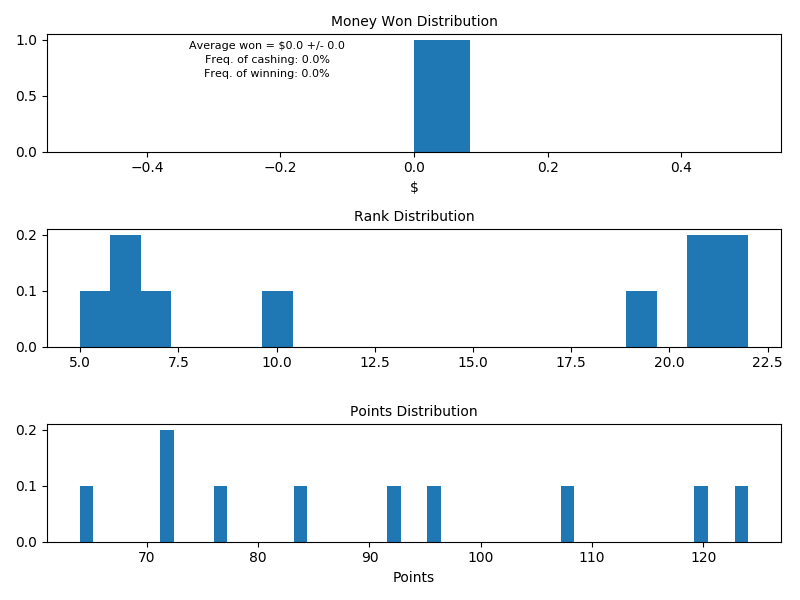 Money Won Distribution
Average won = $0.0 +/- 0.0
Freq. of cashing: 0.0%
Freq. of winning: 0.0%
1.0
0.5
0.0
−0.4 −0.2 0.0 0.2 0.4
$
Rank Distribution
0.2
0.1
0.0
5.0 7.5 10.0 12.5 15.0 17.5 20.0 22.5
Points Distribution
0.2
0.1
0.0
70 80 90 100 110 120
Points